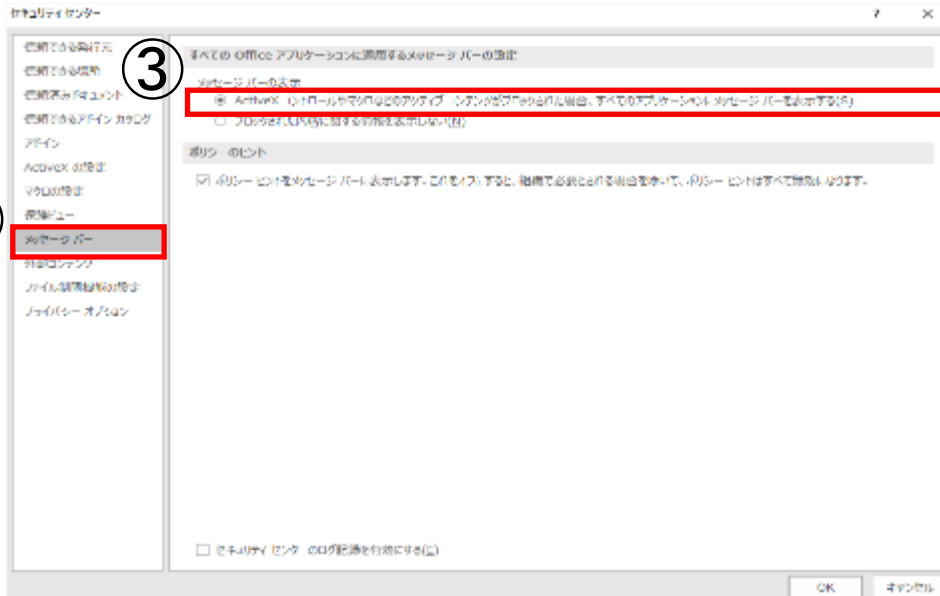 セキュリティ センター
?
×
信頼できる発行元
信頼できる場所
信頼済みドキュメント
信頼できるアドイン カタログ
アドイン
ActiveX の設定
マクロの設定
保護ビュー
メッセージ バー
外部コンテンツ
ファイル制限機能の設定
プライバシー オプション
③
すべての Office アプリケーションに適用するメッセージ バーの設定
メッセージ バーの表示
ActiveX コントロールやマクロなどのアクティブ コンテンツがブロックされた場合、すべてのアプリケーションにメッセージ バーを表示する(S)
ブロックされた内容に関する情報を表示しない(N)
ポリシーのヒント
ポリシー ヒントをメッセージ バーに表示します。これをオフにすると、組織で必要とされる場合を除いて、ポリシー ヒントはすべて無効になります。
セキュリティ センターのログ記録を有効にする(E)
OK
キャンセル